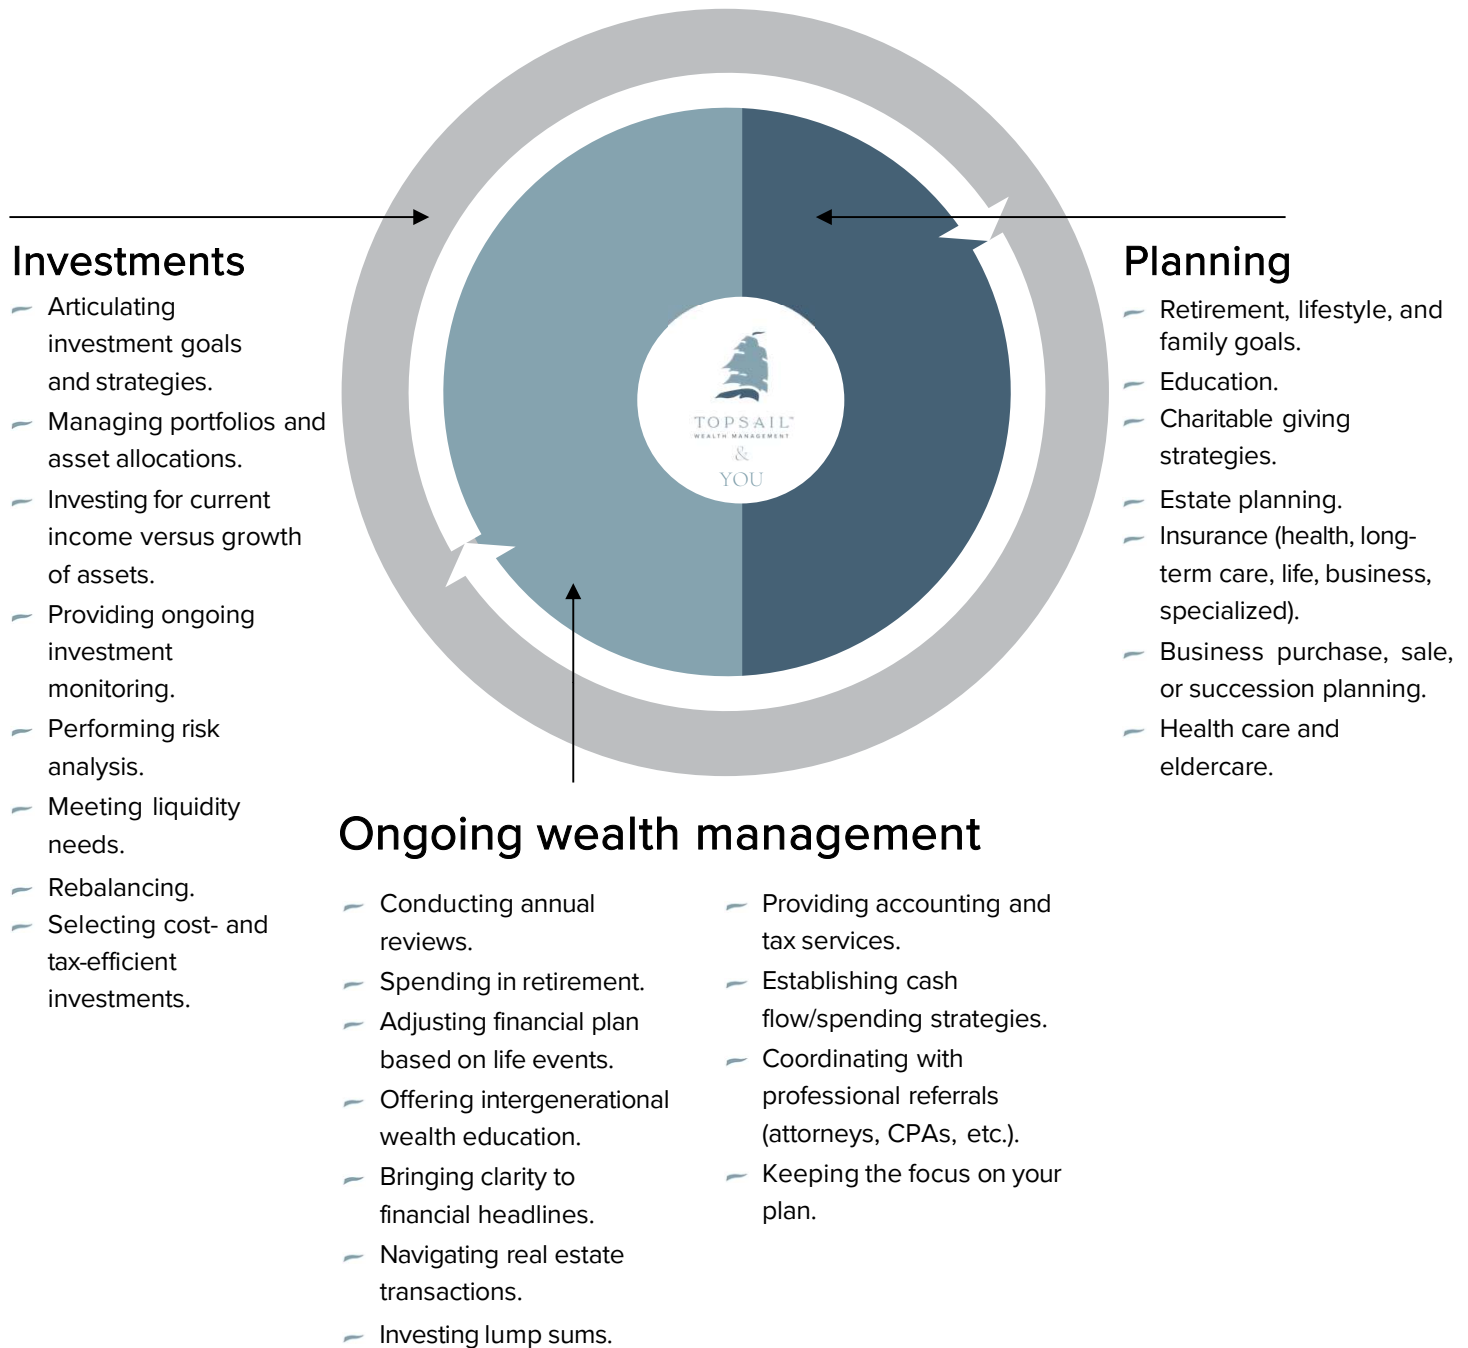 Investments
Articulating
investment goals
and strategies.
Managing portfolios and
asset allocations.
Investing for current
income versus growth
of assets.
Providing ongoing
investment
monitoring.
Performing risk
analysis.
Meeting liquidity
needs.
Rebalancing.
Selecting cost- and
tax-efficient
investments.
TOPSAIL™
WEALTH MANAGEMENT
&
YOU
Planning
Retirement, lifestyle, and
family goals.
Education.
Charitable giving
strategies.
Estate planning.
Insurance (health, long-
term care, life, business,
specialized).
Business purchase, sale,
or succession planning.
Health care and
eldercare.
Ongoing wealth management
Conducting annual
reviews.
Spending in retirement.
Adjusting financial plan
based on life events.
Offering intergenerational
wealth education.
Bringing clarity to
financial headlines.
Navigating real estate
transactions.
Investing lump sums.
Providing accounting and
tax services.
Establishing cash
flow/spending strategies.
Coordinating with
professional referrals
(attorneys, CPAs, etc.).
Keeping the focus on your
plan.